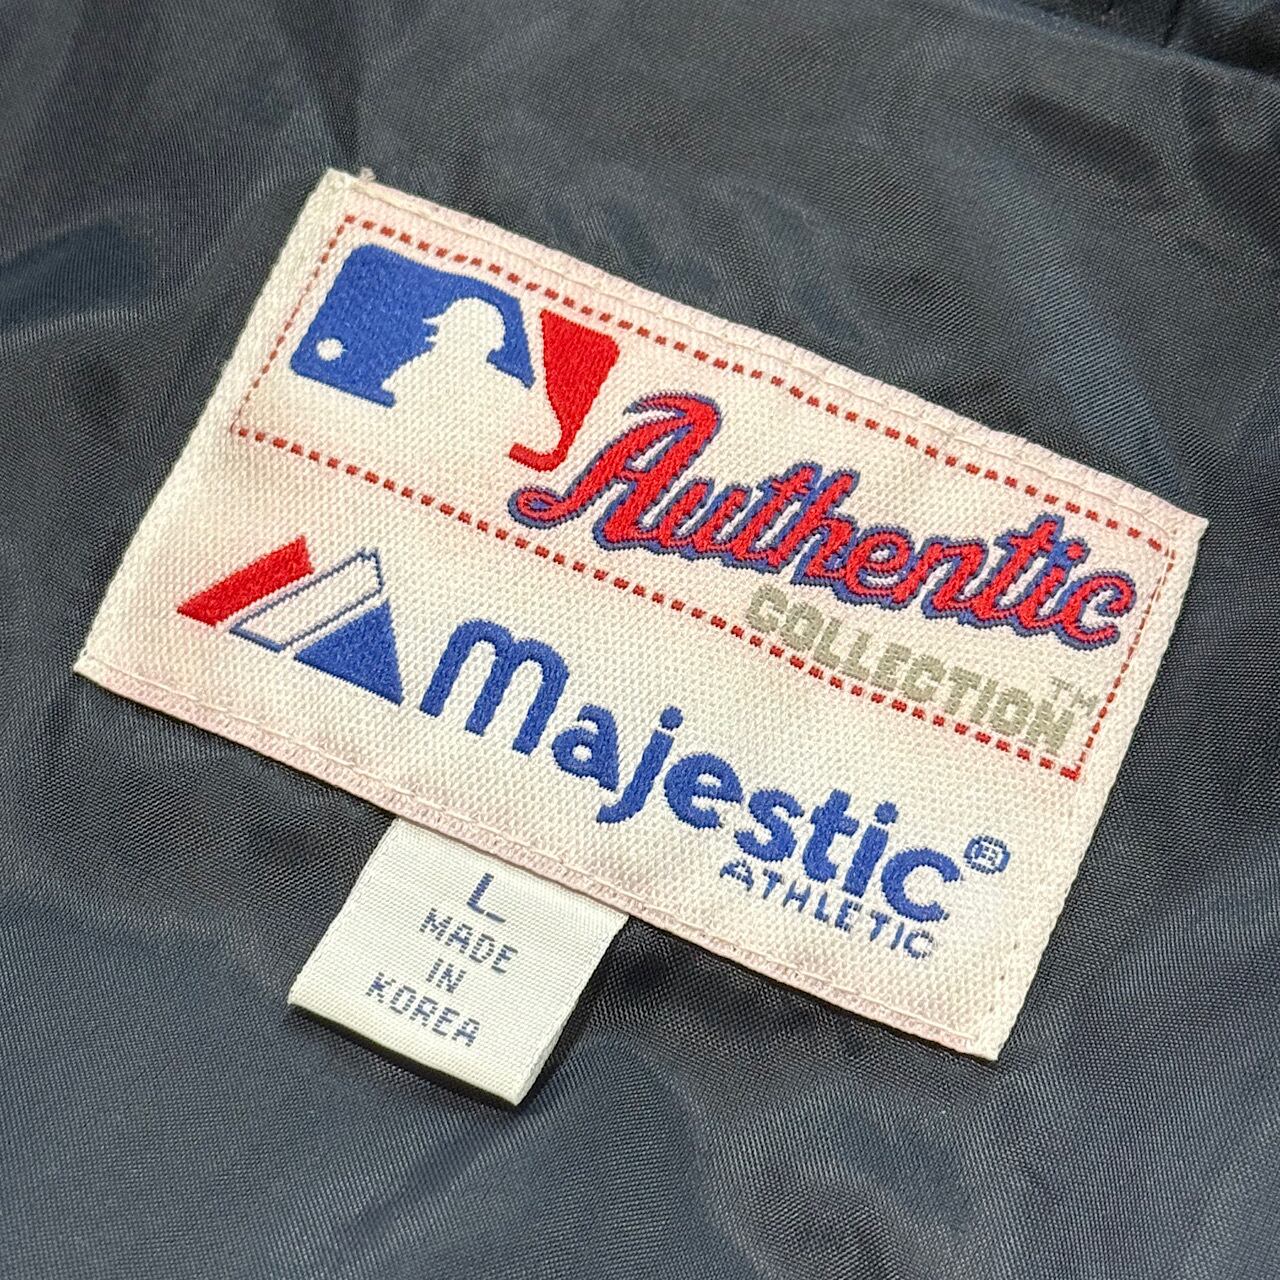 Authentic
COLLECTION™
Majestic®
ATHLETIC
L
MADE
IN
KOREA